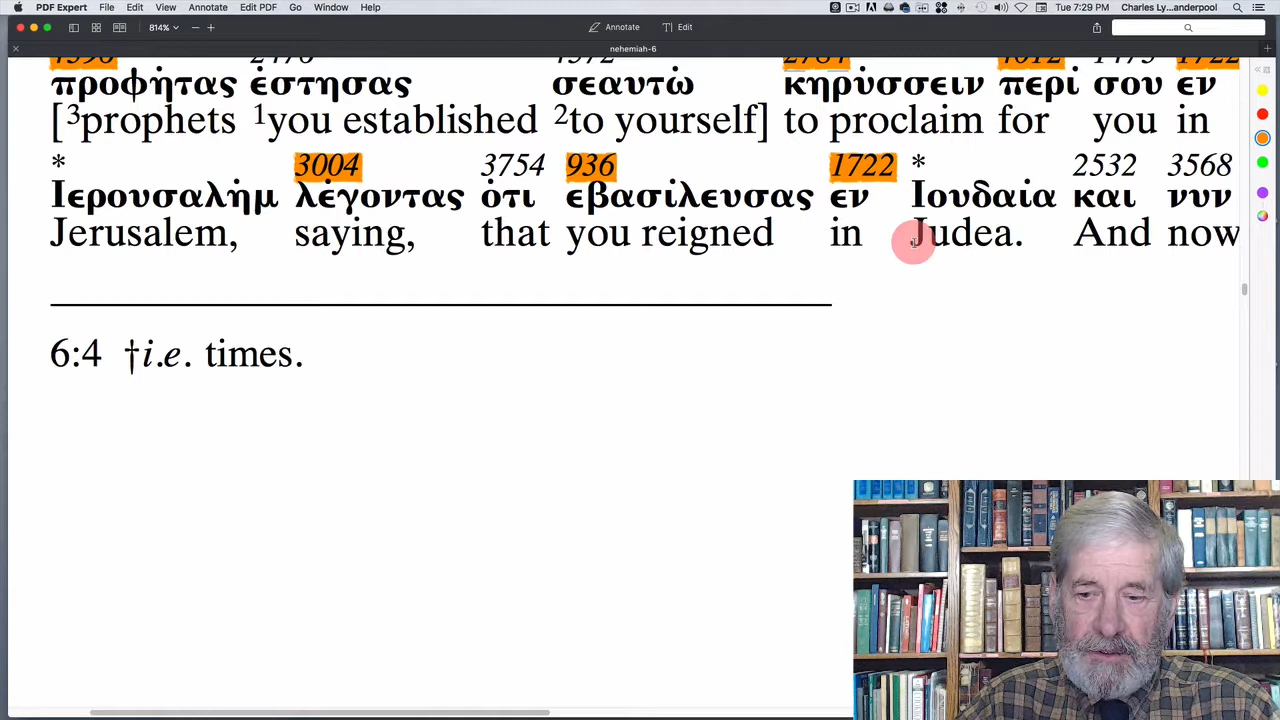 PDF Expert File Edit View Annotate Edit PDF Go Window Help Tue 7:29 PM Charles Ly...anderpool
814% Annotate Edit
nehemiah-6
προφήτας έστησας σεαυτώ κηρύσσειν περί σου εν
[³prophets ¹you established ²to yourself] to proclaim for you in
* 3004 3754 936 1722 * 2532 3568
Ιερουσαλήμ λέγοντας ότι εβασίλευσας εν Ιουδαία και νυν
Jerusalem, saying, that you reigned in Judea. And now
6:4 †i.e. times.